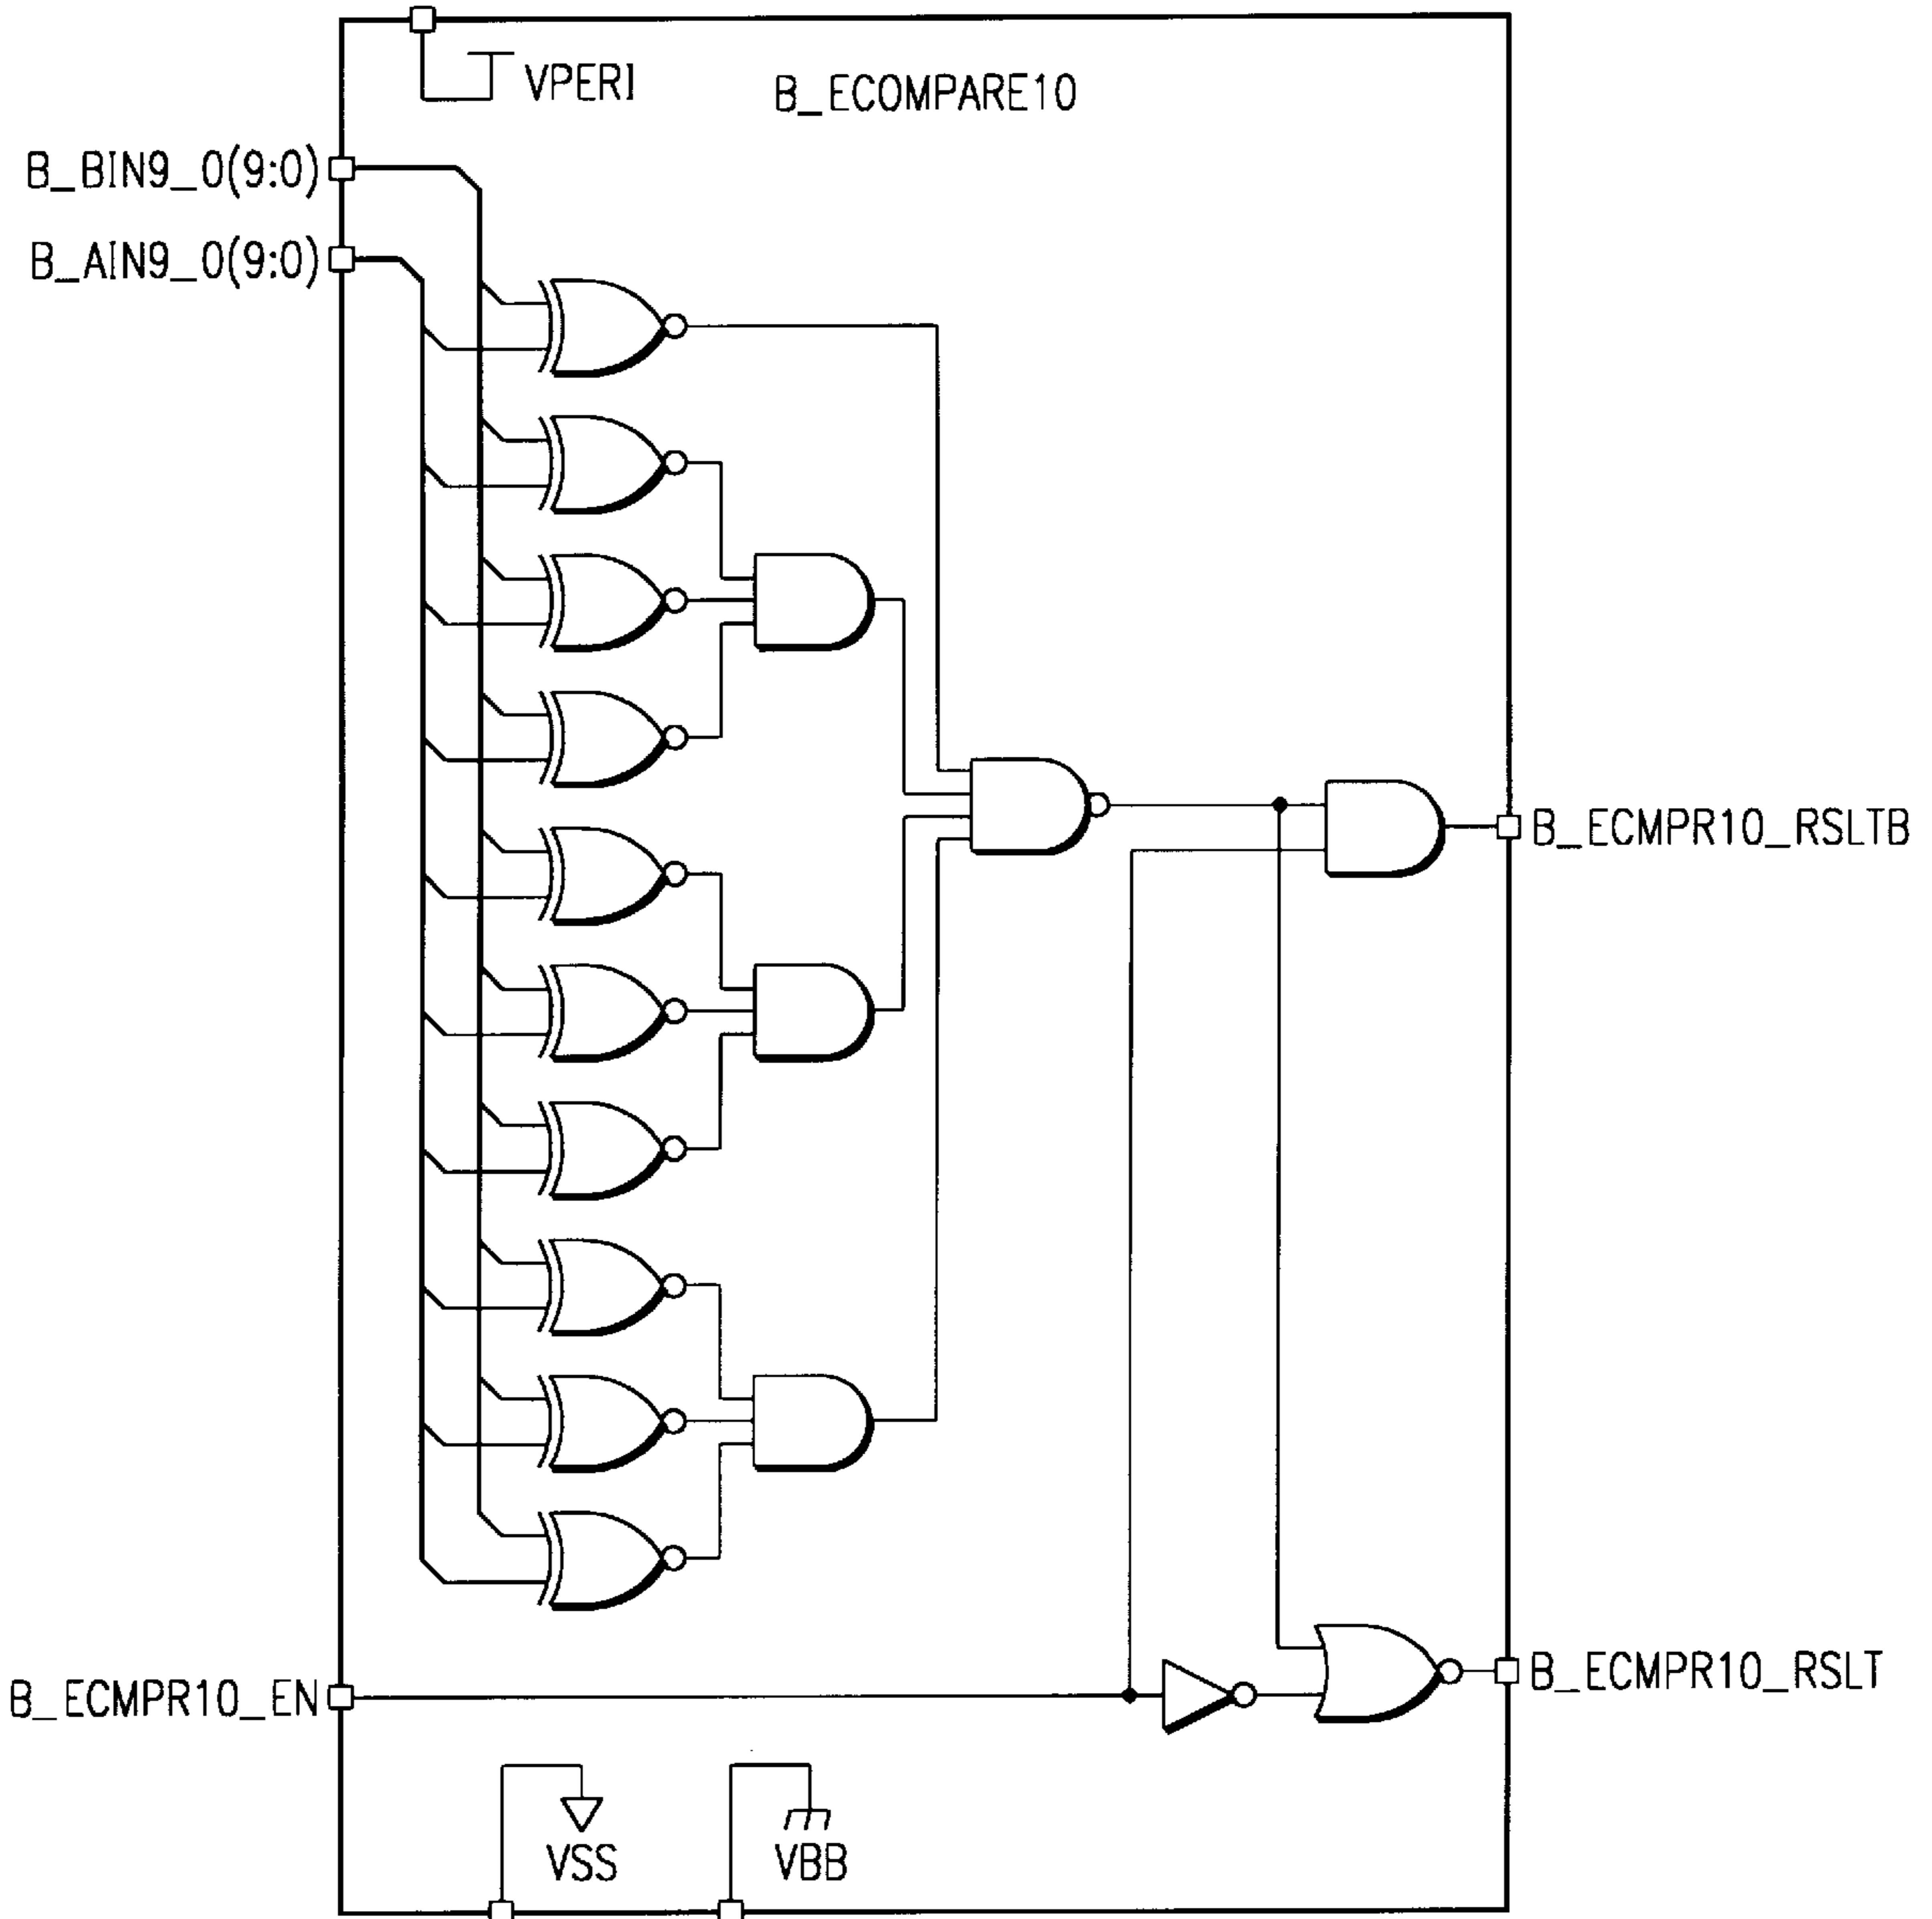 VPERI
B_ECOMPARE10
B_BIN9_0(9:0)
B_AIN9_0(9:0)
B_ECMPR10_RSLTB
B_ECMPR10_RSLT
B_ECMPR10_EN
VSS
VBB